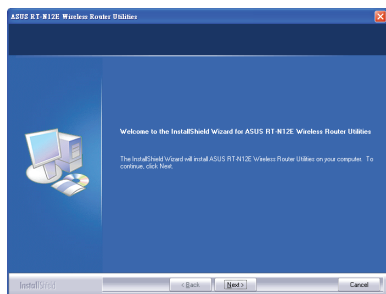 ASUS RT-N12E Wireless Router Utilities
Welcome to the InstallShield Wizard for ASUS RT-N12E Wireless Router Utilities
The InstallShield Wizard will install ASUS RT-N12E Wireless Router Utilities on your computer. To
continue, click Next.
InstallShield
< Back
Next >
Cancel